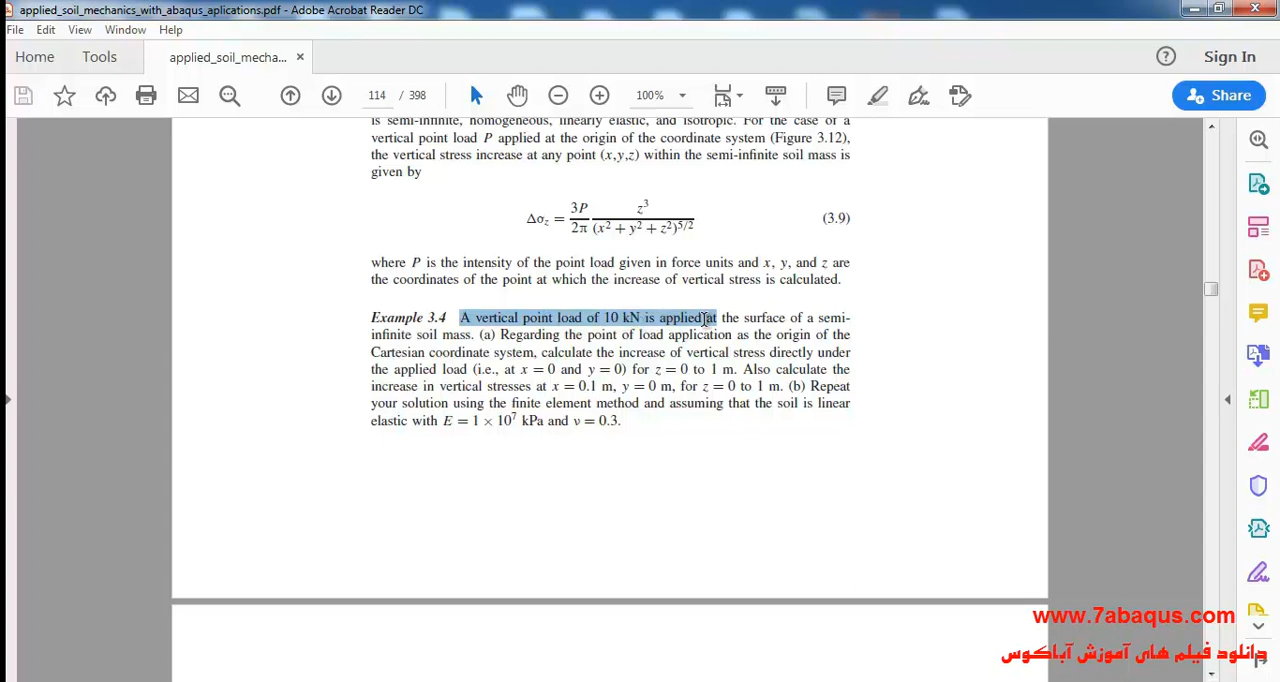 applied_soil_mechanics_with_abaqus_aplications.pdf - Adobe Acrobat Reader DC
File Edit View Window Help
Home Tools applied_soil_mecha... × ? Sign In
114 / 398 100% Share
is semi-infinite, homogeneous, linearly elastic, and isotropic. For the case of a
vertical point load P applied at the origin of the coordinate system (Figure 3.12),
the vertical stress increase at any point (x,y,z) within the semi-infinite soil mass is
given by
Δσz = 3P/2π z³/(x² + y² + z²)^5/2 (3.9)
where P is the intensity of the point load given in force units and x, y, and z are
the coordinates of the point at which the increase of vertical stress is calculated.
Example 3.4 A vertical point load of 10 kN is applied at the surface of a semi-
infinite soil mass. (a) Regarding the point of load application as the origin of the
Cartesian coordinate system, calculate the increase of vertical stress directly under
the applied load (i.e., at x = 0 and y = 0) for z = 0 to 1 m. Also calculate the
increase in vertical stresses at x = 0.1 m, y = 0 m, for z = 0 to 1 m. (b) Repeat
your solution using the finite element method and assuming that the soil is linear
elastic with E = 1 × 10⁷ kPa and ν = 0.3.
www.7abaqus.com
دانلود فیلم های آموزش آباکوس